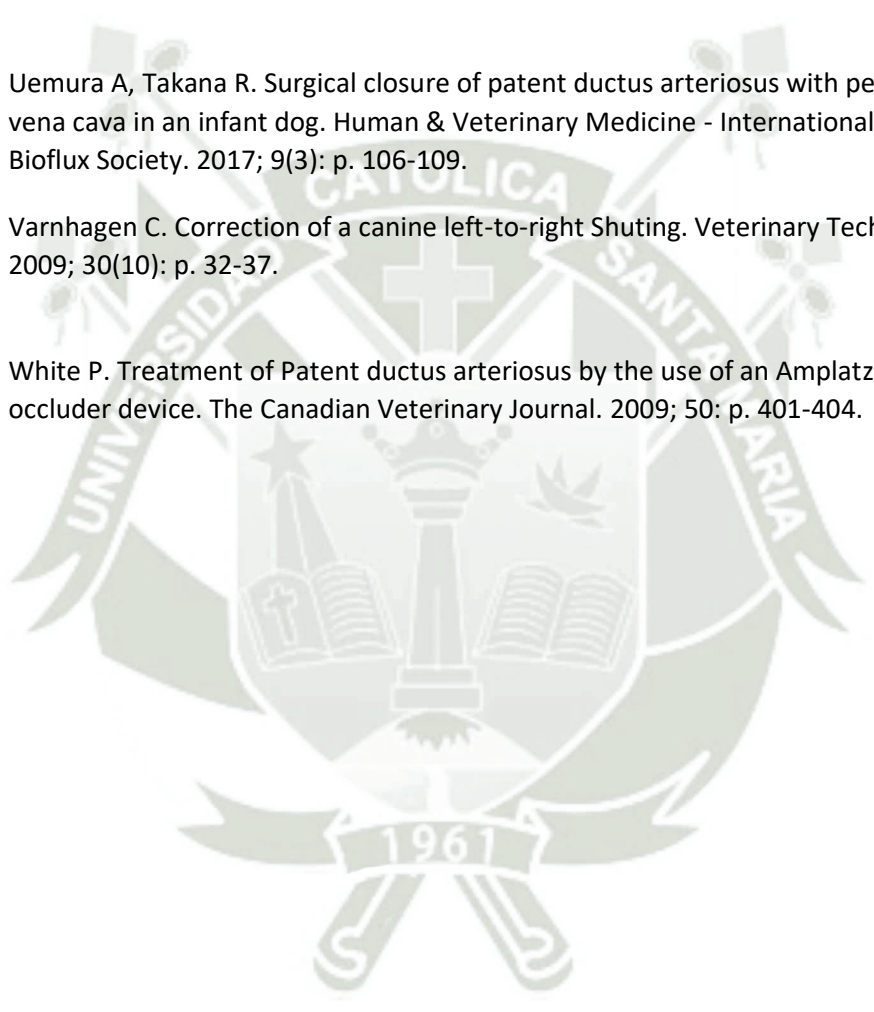 Uemura A, Takana R. Surgical closure of patent ductus arteriosus with pe
vena cava in an infant dog. Human & Veterinary Medicine - International
Bioflux Society. 2017; 9(3): p. 106-109.
Varnhagen C. Correction of a canine left-to-right Shuting. Veterinary Tech
2009; 30(10): p. 32-37.
White P. Treatment of Patent ductus arteriosus by the use of an Amplatz
occluder device. The Canadian Veterinary Journal. 2009; 50: p. 401-404.
UNIVERSIDAD CATOLICA SANTA MARIA
1961